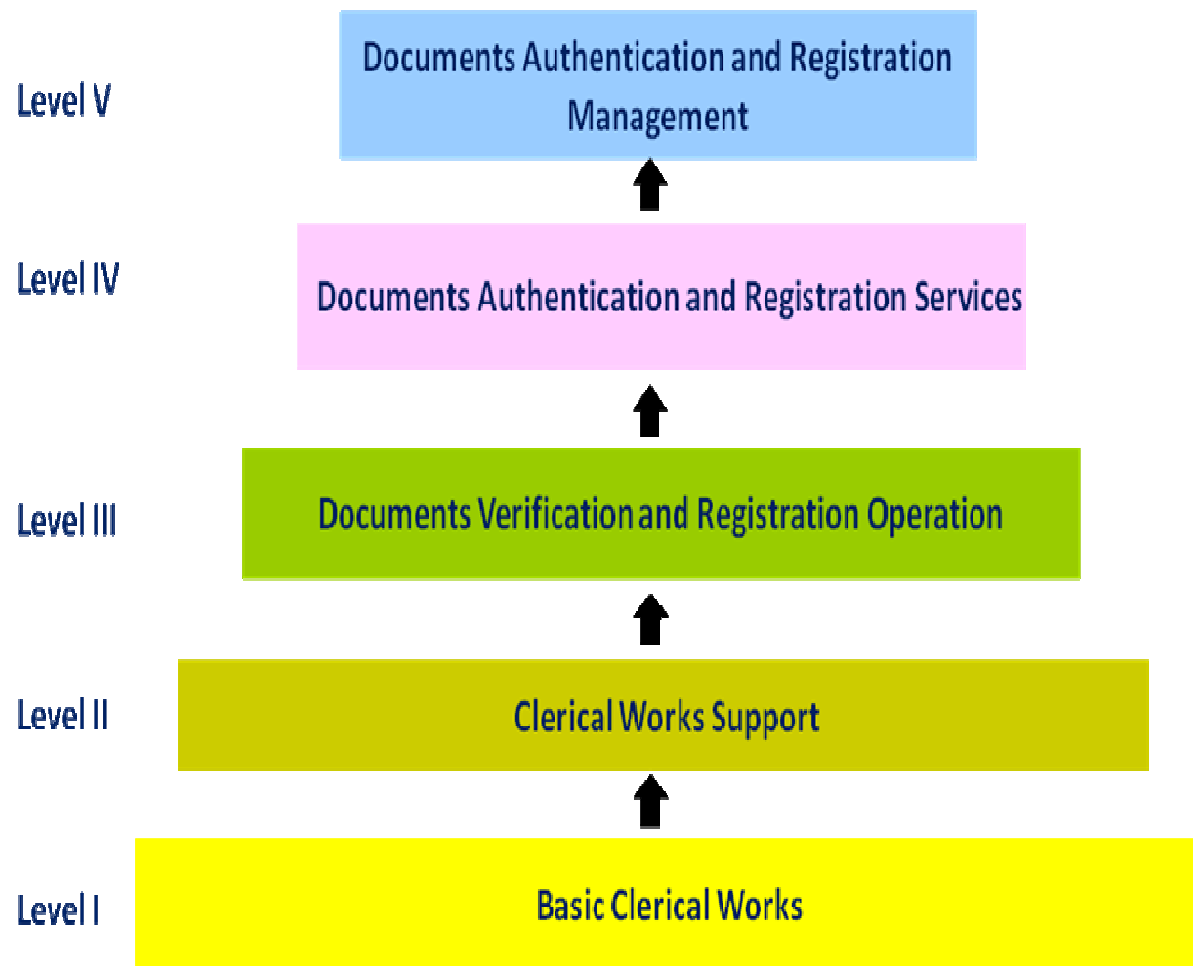 Level V
Documents Authentication and Registration
Management
Level IV
Documents Authentication and Registration Services
Level III
Documents Verification and Registration Operation
Level II
Clerical Works Support
Level I
Basic Clerical Works